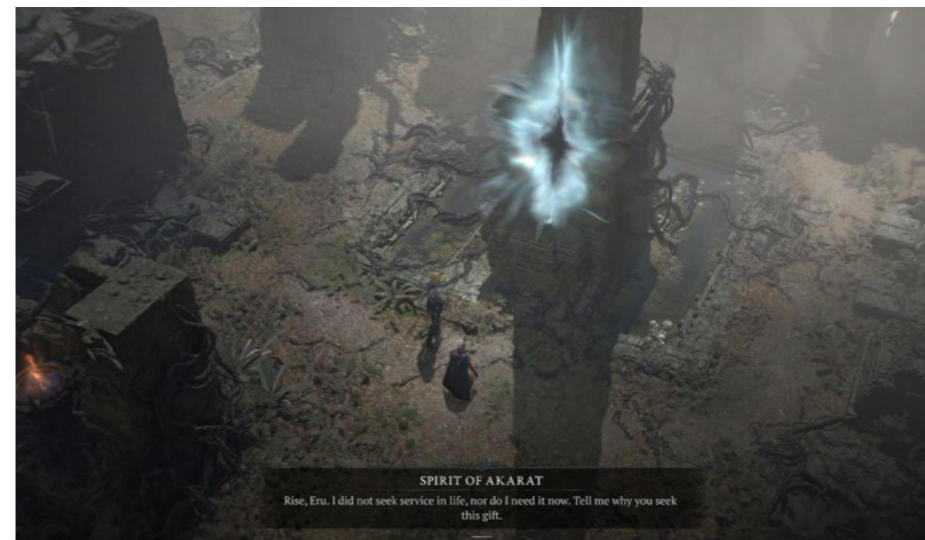 SPIRIT OF AKARAT
Rise, Eru. I did not seek service in life, nor do I need it now. Tell me why you seek
this gift.